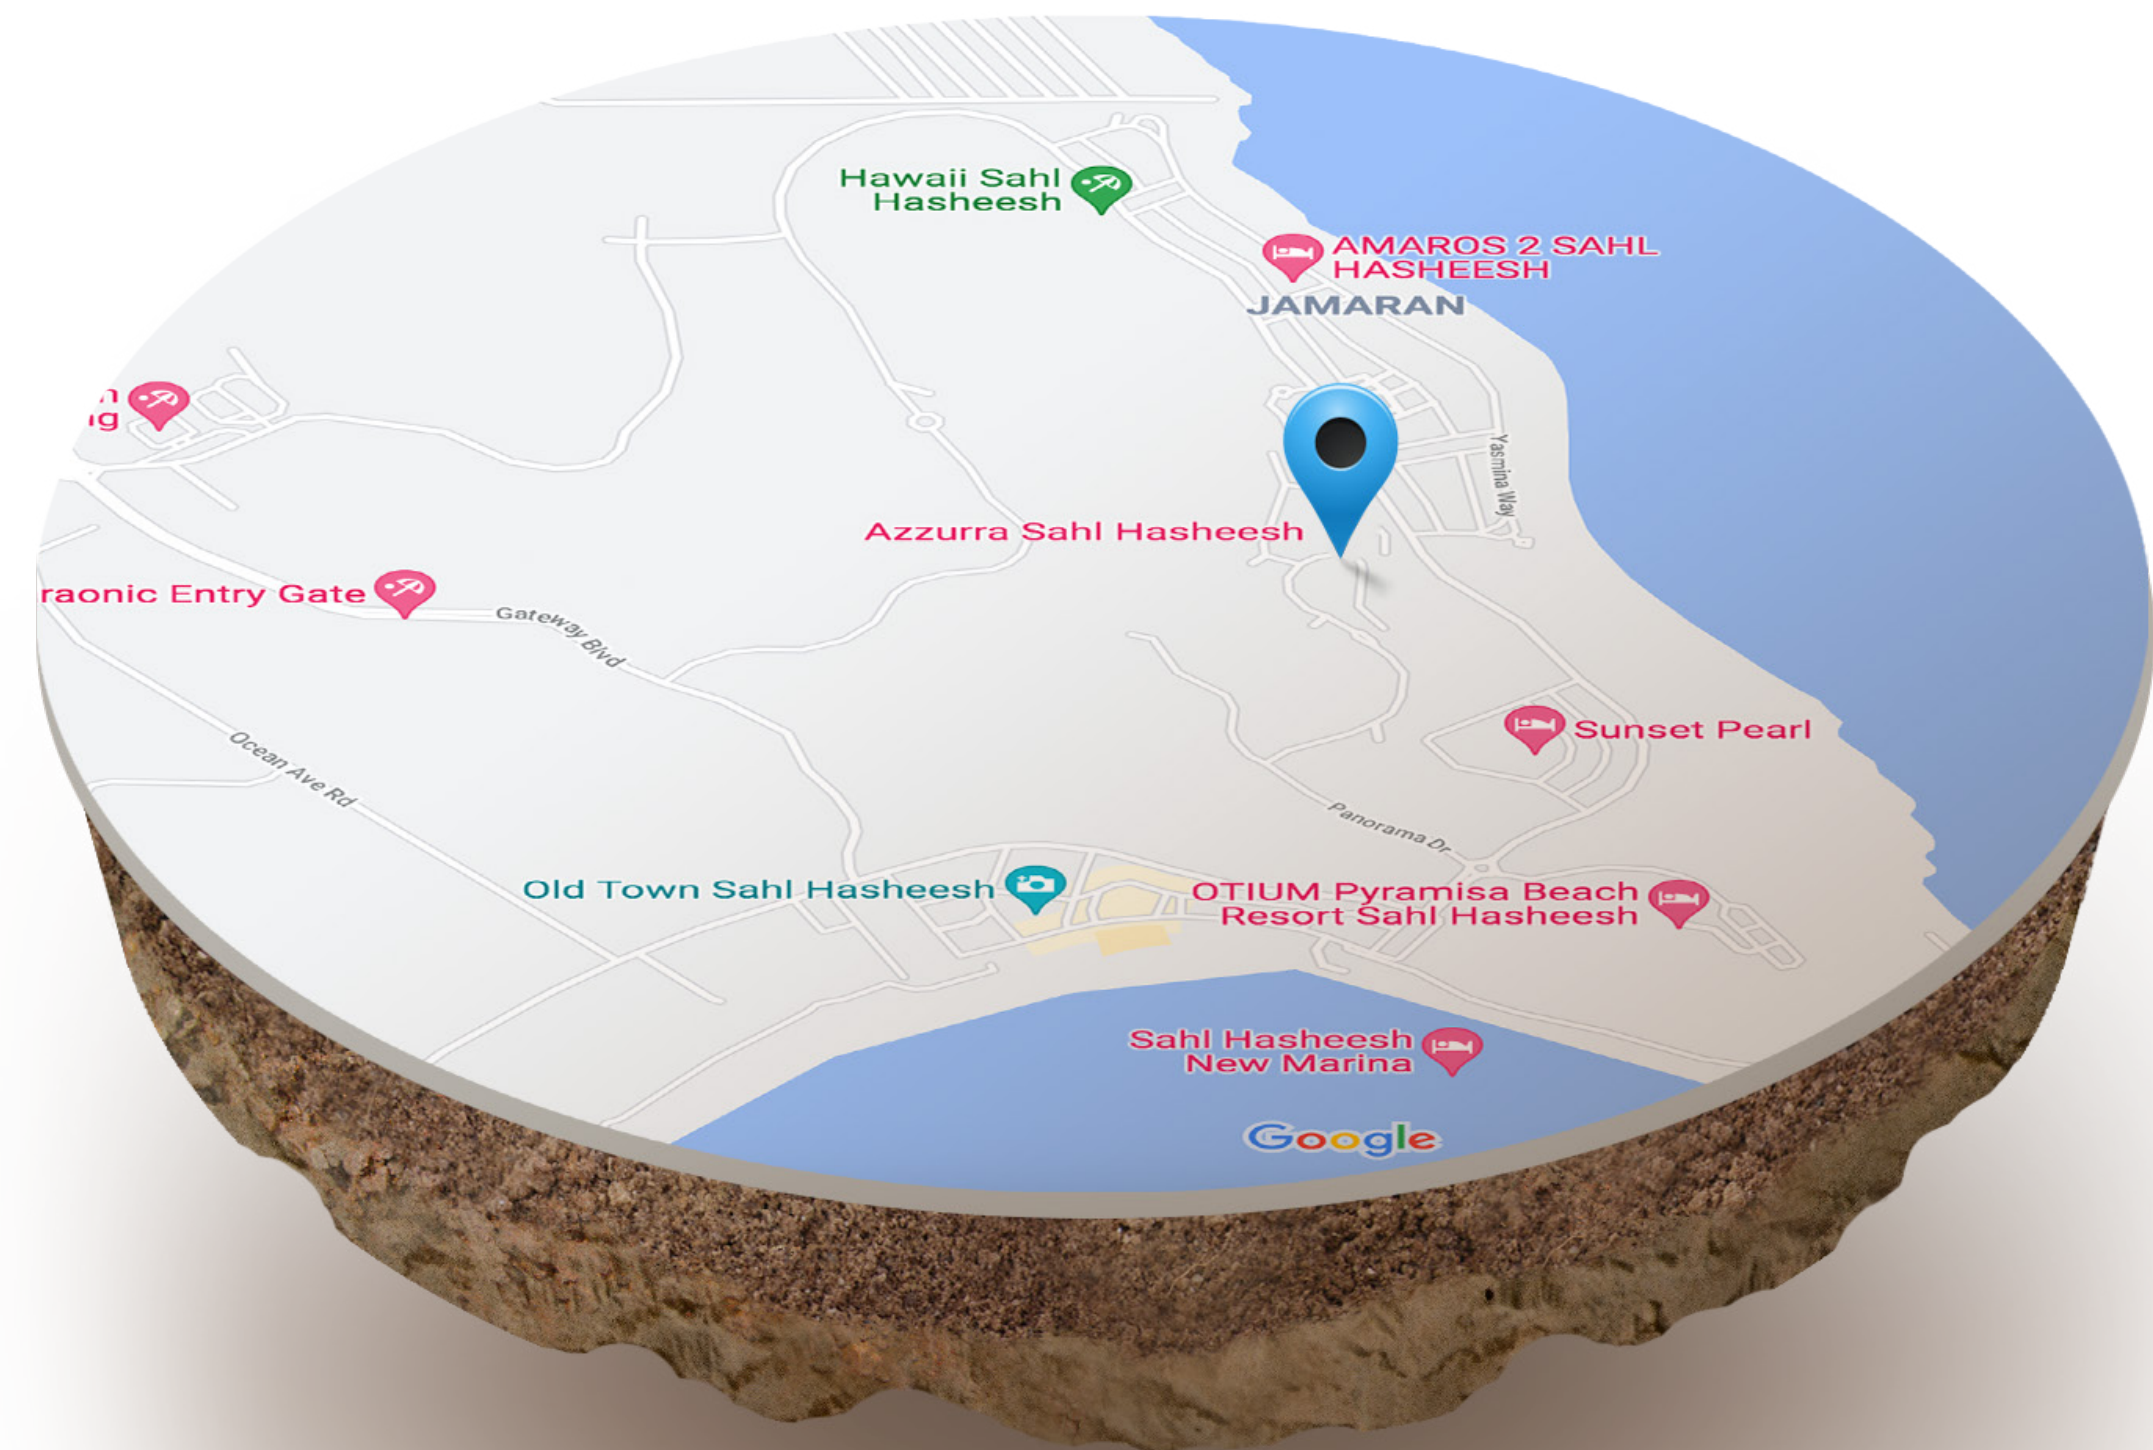 Hawaii Sahl
Hasheesh
AMAROS 2 SAHL
HASHEESH
JAMARAN
ng
Yasmina Way
Azzurra Sahl Hasheesh
raonic Entry Gate
Gateway Blvd
Sunset Pearl
Ocean Ave Rd
Panorama Dr
Old Town Sahl Hasheesh
OTIUM Pyramisa Beach
Resort Sahl Hasheesh
Sahl Hasheesh
New Marina
Google